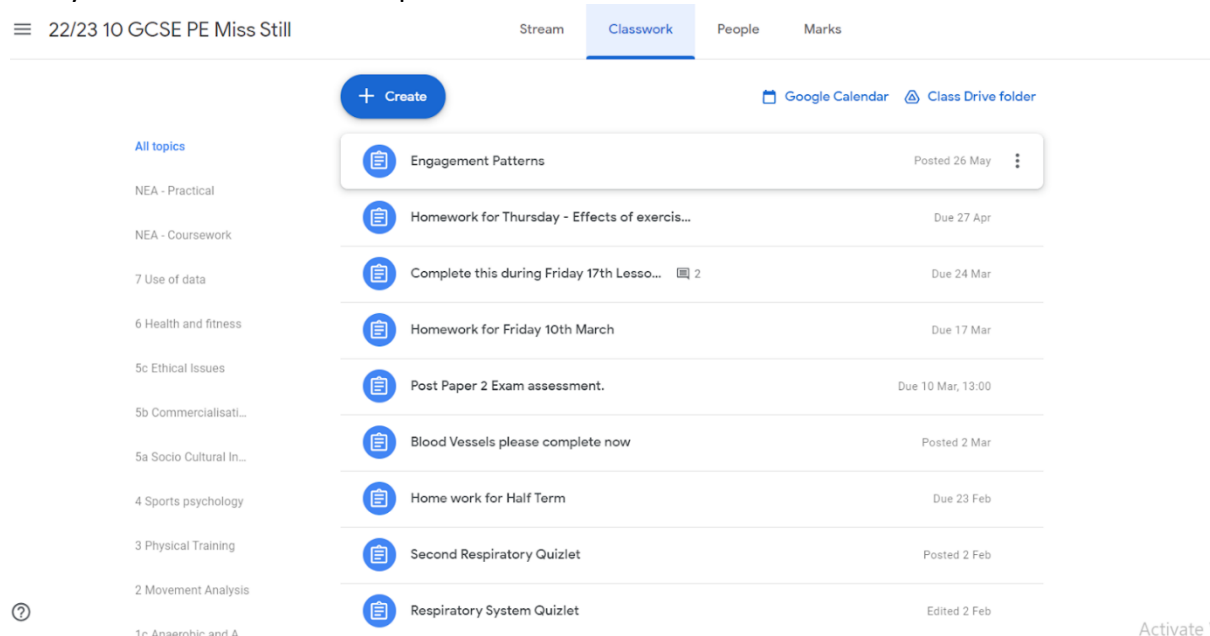 22/23 10 GCSE PE Miss Still
Stream Classwork People Marks
Create
Google Calendar Class Drive folder
All topics
NEA - Practical
NEA - Coursework
7 Use of data
6 Health and fitness
5c Ethical Issues
5b Commercialisati...
5a Socio Cultural In...
4 Sports psychology
3 Physical Training
2 Movement Analysis
1c Anaerobic and A
Engagement Patterns Posted 26 May
Homework for Thursday - Effects of exercis... Due 27 Apr
Complete this during Friday 17th Lesso... 2 Due 24 Mar
Homework for Friday 10th March Due 17 Mar
Post Paper 2 Exam assessment. Due 10 Mar, 13:00
Blood Vessels please complete now Posted 2 Mar
Home work for Half Term Due 23 Feb
Second Respiratory Quizlet Posted 2 Feb
Respiratory System Quizlet Edited 2 Feb
Activate